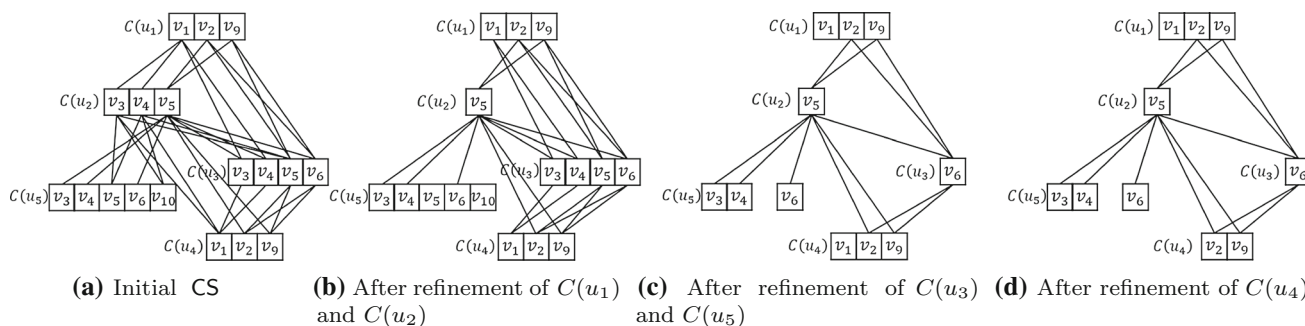 C(u₁) v₁ v₂ v₉ C(u₁) v₁ v₂ v₉ C(u₁) v₁ v₂ v₉ C(u₁) v₁ v₂ v₉
C(u₂) v₃ v₄ v₅ C(u₂) v₅ C(u₂) v₅ C(u₂) v₅
C(u₃) v₃ v₄ v₅ v₆ C(u₃) v₃ v₄ v₅ v₆ C(u₃) v₆ C(u₃) v₆
C(u₅) v₃ v₄ v₅ v₆ v₁₀ C(u₅) v₃ v₄ v₅ v₆ v₁₀ C(u₅) v₃ v₄ v₆ C(u₅) v₃ v₄ v₆
C(u₄) v₁ v₂ v₉ C(u₄) v₁ v₂ v₉ C(u₄) v₁ v₂ v₉ C(u₄) v₂ v₉
(a) Initial CS
(b) After refinement of C(u₁)
and C(u₂)
(c) After refinement of C(u₃)
and C(u₅)
(d) After refinement of C(u₄)